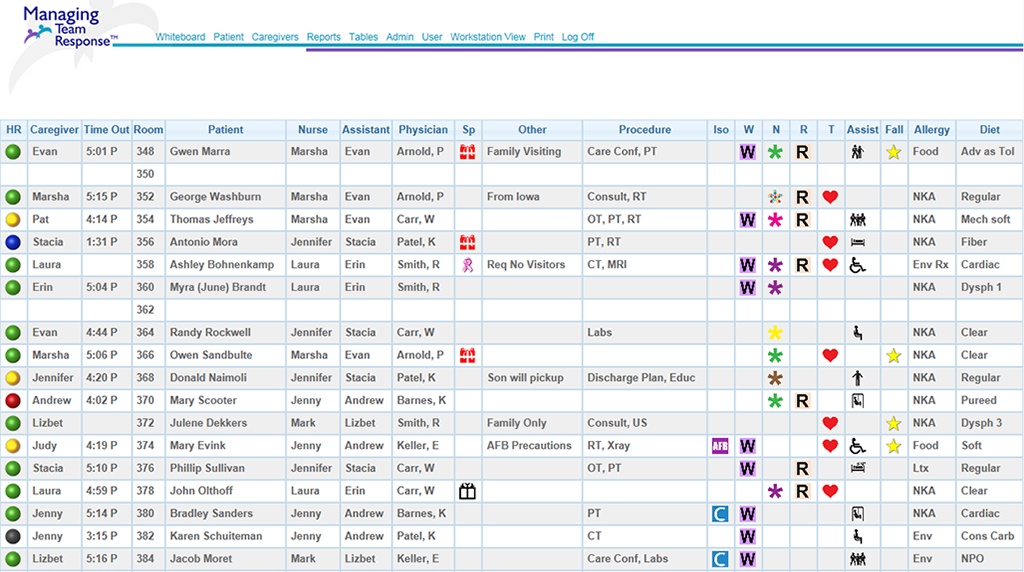 Managing
Team
Response™
Whiteboard Patient Caregivers Reports Tables Admin User Workstation View Print Log Off
HR Caregiver Time Out Room Patient Nurse Assistant Physician Sp Other Procedure Iso W N R T Assist Fall Allergy Diet
Evan 5:01 P 348 Gwen Marra Marsha Evan Arnold, P Family Visiting Care Conf, PT W R Food Adv as Tol
350
Marsha 5:15 P 352 George Washburn Marsha Evan Arnold, P From Iowa Consult, RT R NKA Regular
Pat 4:14 P 354 Thomas Jeffreys Marsha Evan Carr, W OT, PT, RT W R NKA Mech soft
Stacia 1:31 P 356 Antonio Mora Jennifer Stacia Patel, K PT, RT NKA Fiber
Laura 358 Ashley Bohnenkamp Laura Erin Smith, R Req No Visitors CT, MRI W R Env Rx Cardiac
Erin 5:04 P 360 Myra (June) Brandt Laura Erin Smith, R W NKA Dysph 1
362
Evan 4:44 P 364 Randy Rockwell Jennifer Stacia Carr, W Labs NKA Clear
Marsha 5:06 P 366 Owen Sandbulte Marsha Evan Arnold, P NKA Clear
Jennifer 4:20 P 368 Donald Naimoli Jennifer Stacia Patel, K Son will pickup Discharge Plan, Educ NKA Regular
Andrew 4:02 P 370 Mary Scooter Jenny Andrew Barnes, K R NKA Pureed
Lizbet 372 Julene Dekkers Mark Lizbet Smith, R Family Only Consult, US NKA Dysph 3
Judy 4:19 P 374 Mary Evink Jenny Andrew Keller, E AFB Precautions RT, Xray AFB W Food Soft
Stacia 5:10 P 376 Phillip Sullivan Jennifer Stacia Carr, W OT, PT W R Ltx Regular
Laura 4:59 P 378 John Olthoff Laura Erin Carr, W R NKA Clear
Jenny 5:14 P 380 Bradley Sanders Jenny Andrew Barnes, K PT C W NKA Cardiac
Jenny 3:15 P 382 Karen Schuiteman Jenny Andrew Patel, K CT W Env Cons Carb
Lizbet 5:16 P 384 Jacob Moret Mark Lizbet Keller, E Care Conf, Labs C W Env NPO